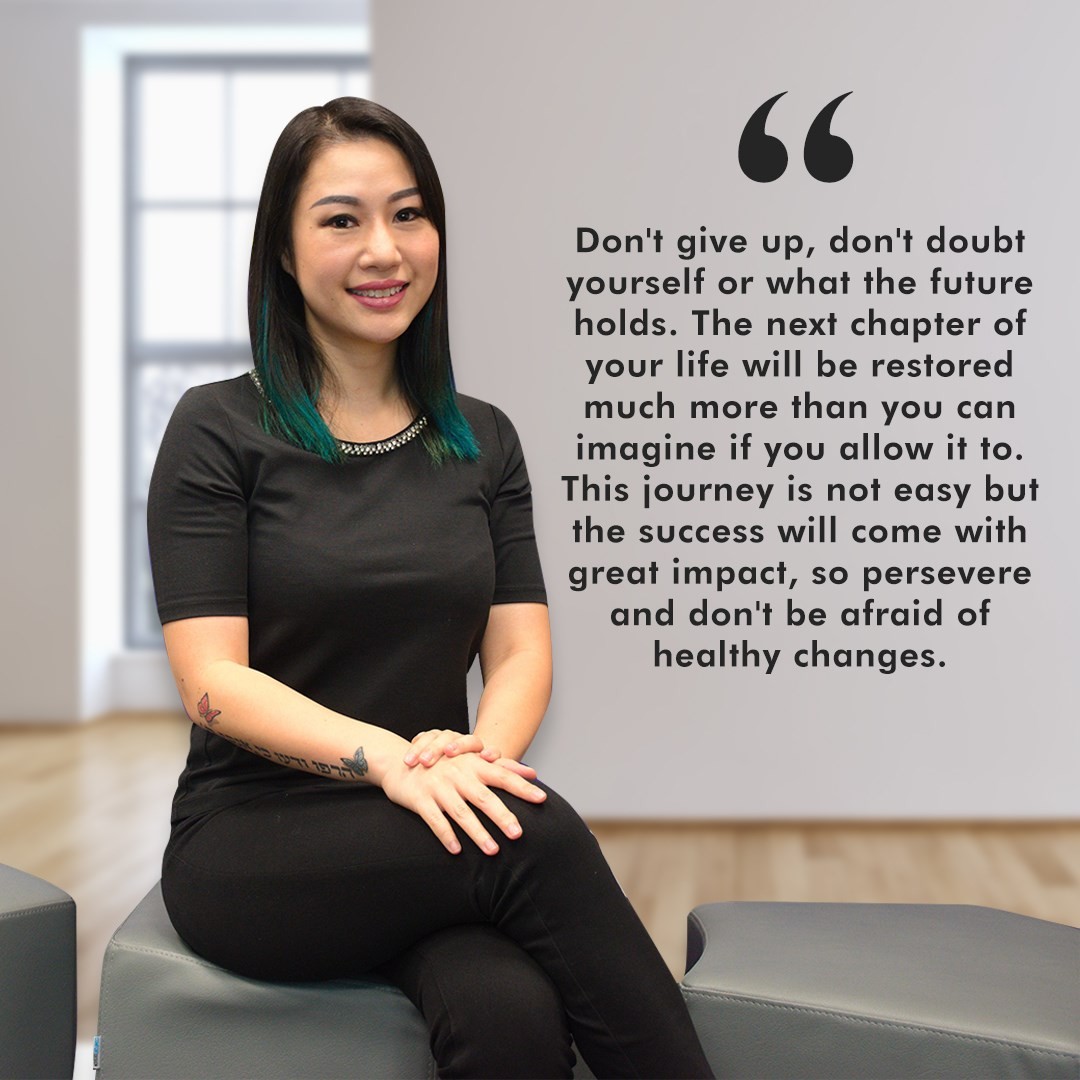 “
Don't give up, don't doubt
yourself or what the future
holds. The next chapter of
your life will be restored
much more than you can
imagine if you allow it to.
This journey is not easy but
the success will come with
great impact, so persevere
and don't be afraid of
healthy changes.
הרפו ודעו